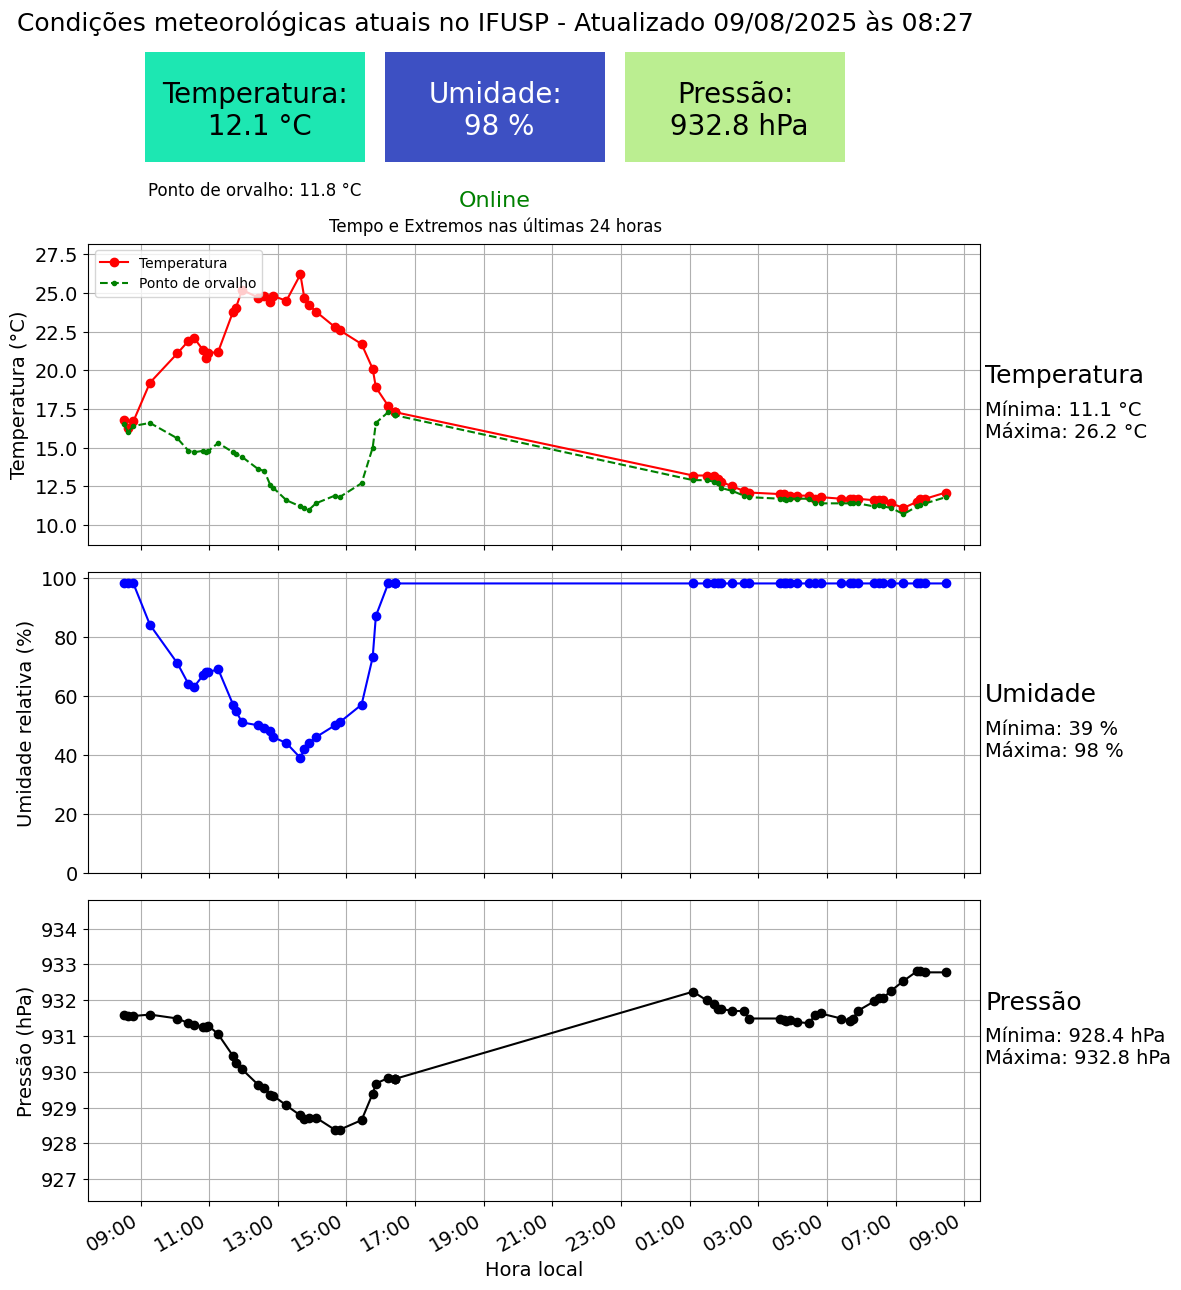 Condições meteorológicas atuais no IFUSP - Atualizado 09/08/2025 às 08:27
Temperatura:
12.1 °C
Umidade:
98 %
Pressão:
932.8 hPa
Ponto de orvalho: 11.8 °C
Online
Tempo e Extremos nas últimas 24 horas
Temperatura (°C)
27.5
25.0
22.5
20.0
17.5
15.0
12.5
10.0
Temperatura
Ponto de orvalho
Temperatura
Mínima: 11.1 °C
Máxima: 26.2 °C
Umidade relativa (%)
100
80
60
40
20
0
Umidade
Mínima: 39 %
Máxima: 98 %
Pressão (hPa)
934
933
932
931
930
929
928
927
Pressão
Mínima: 928.4 hPa
Máxima: 932.8 hPa
09:00 11:00 13:00 15:00 17:00 19:00 21:00 23:00 01:00 03:00 05:00 07:00 09:00
Hora local